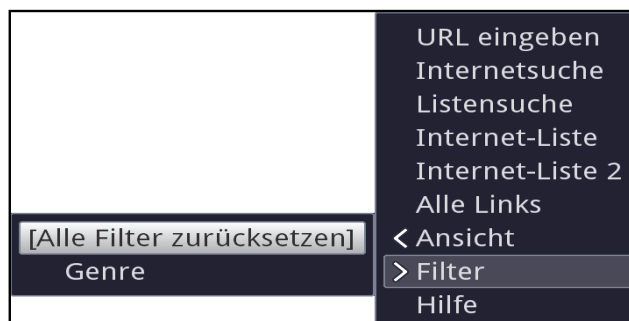 URL eingeben
Internetsuche
Listensuche
Internet-Liste
Internet-Liste 2
Alle Links
Ansicht
Filter
Hilfe
[Alle Filter zurücksetzen]
Genre